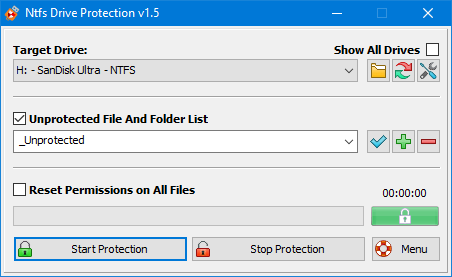 Ntfs Drive Protection v1.5
Target Drive: Show All Drives
H: - SanDisk Ultra - NTFS
Unprotected File And Folder List
_Unprotected
Reset Permissions on All Files 00:00:00
Start Protection Stop Protection Menu